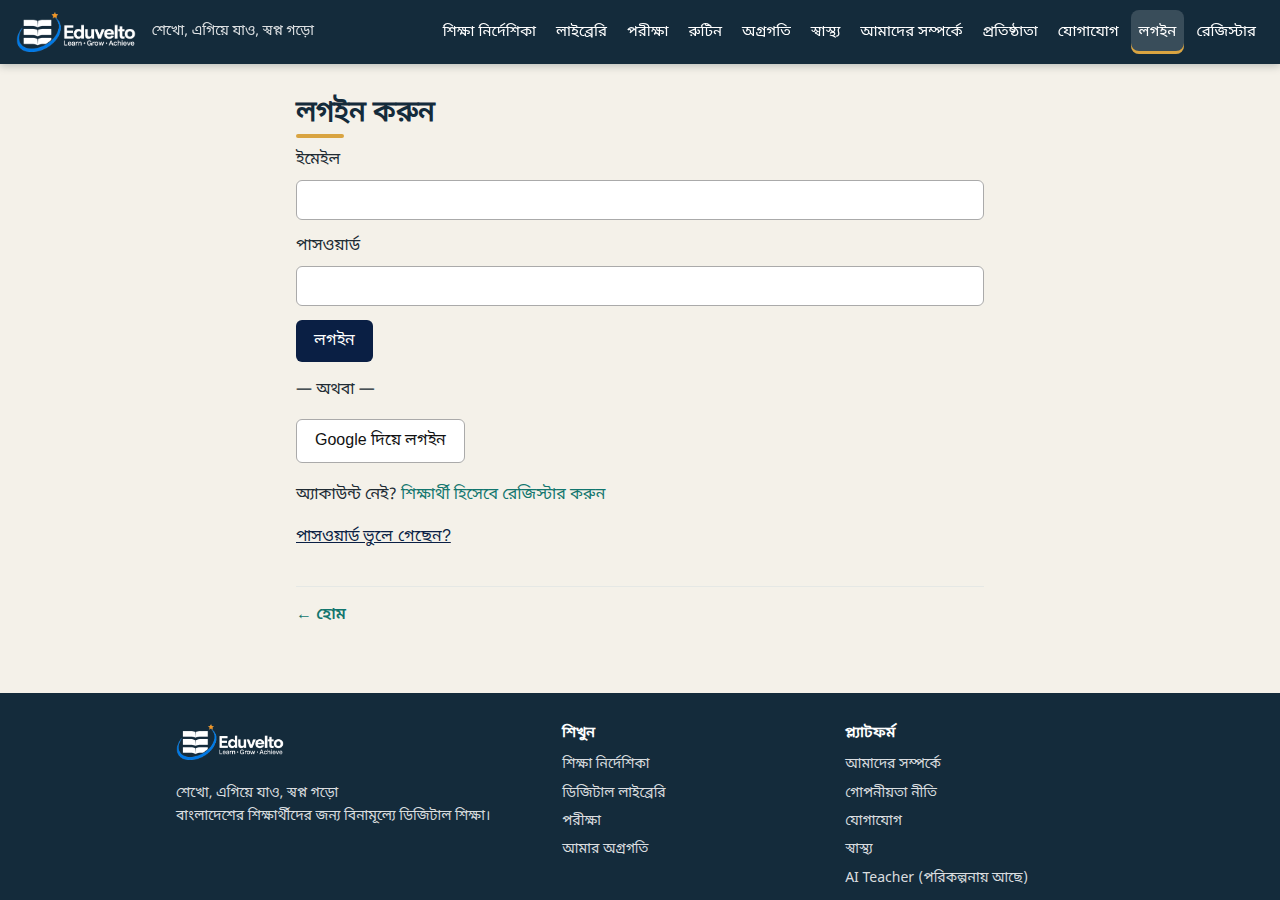 Eduvelto
Learn • Grow • Achieve
শেখো, এগিয়ে যাও, স্বপ্ন গড়ো
শিক্ষা নির্দেশিকা লাইব্রেরি পরীক্ষা রুটিন অগ্রগতি স্বাস্থ্য আমাদের সম্পর্কে প্রতিষ্ঠাতা যোগাযোগ লগইন রেজিস্টার
লগইন করুন
ইমেইল
পাসওয়ার্ড
লগইন
— অথবা —
Google দিয়ে লগইন
অ্যাকাউন্ট নেই? শিক্ষার্থী হিসেবে রেজিস্টার করুন
পাসওয়ার্ড ভুলে গেছেন?
← হোম
Eduvelto
Learn • Grow • Achieve
শেখো, এগিয়ে যাও, স্বপ্ন গড়ো
বাংলাদেশের শিক্ষার্থীদের জন্য বিনামূল্যে ডিজিটাল শিক্ষা।
শিখুন
শিক্ষা নির্দেশিকা
ডিজিটাল লাইব্রেরি
পরীক্ষা
আমার অগ্রগতি
প্ল্যাটফর্ম
আমাদের সম্পর্কে
গোপনীয়তা নীতি
যোগাযোগ
স্বাস্থ্য
AI Teacher (পরিকল্পনায় আছে)